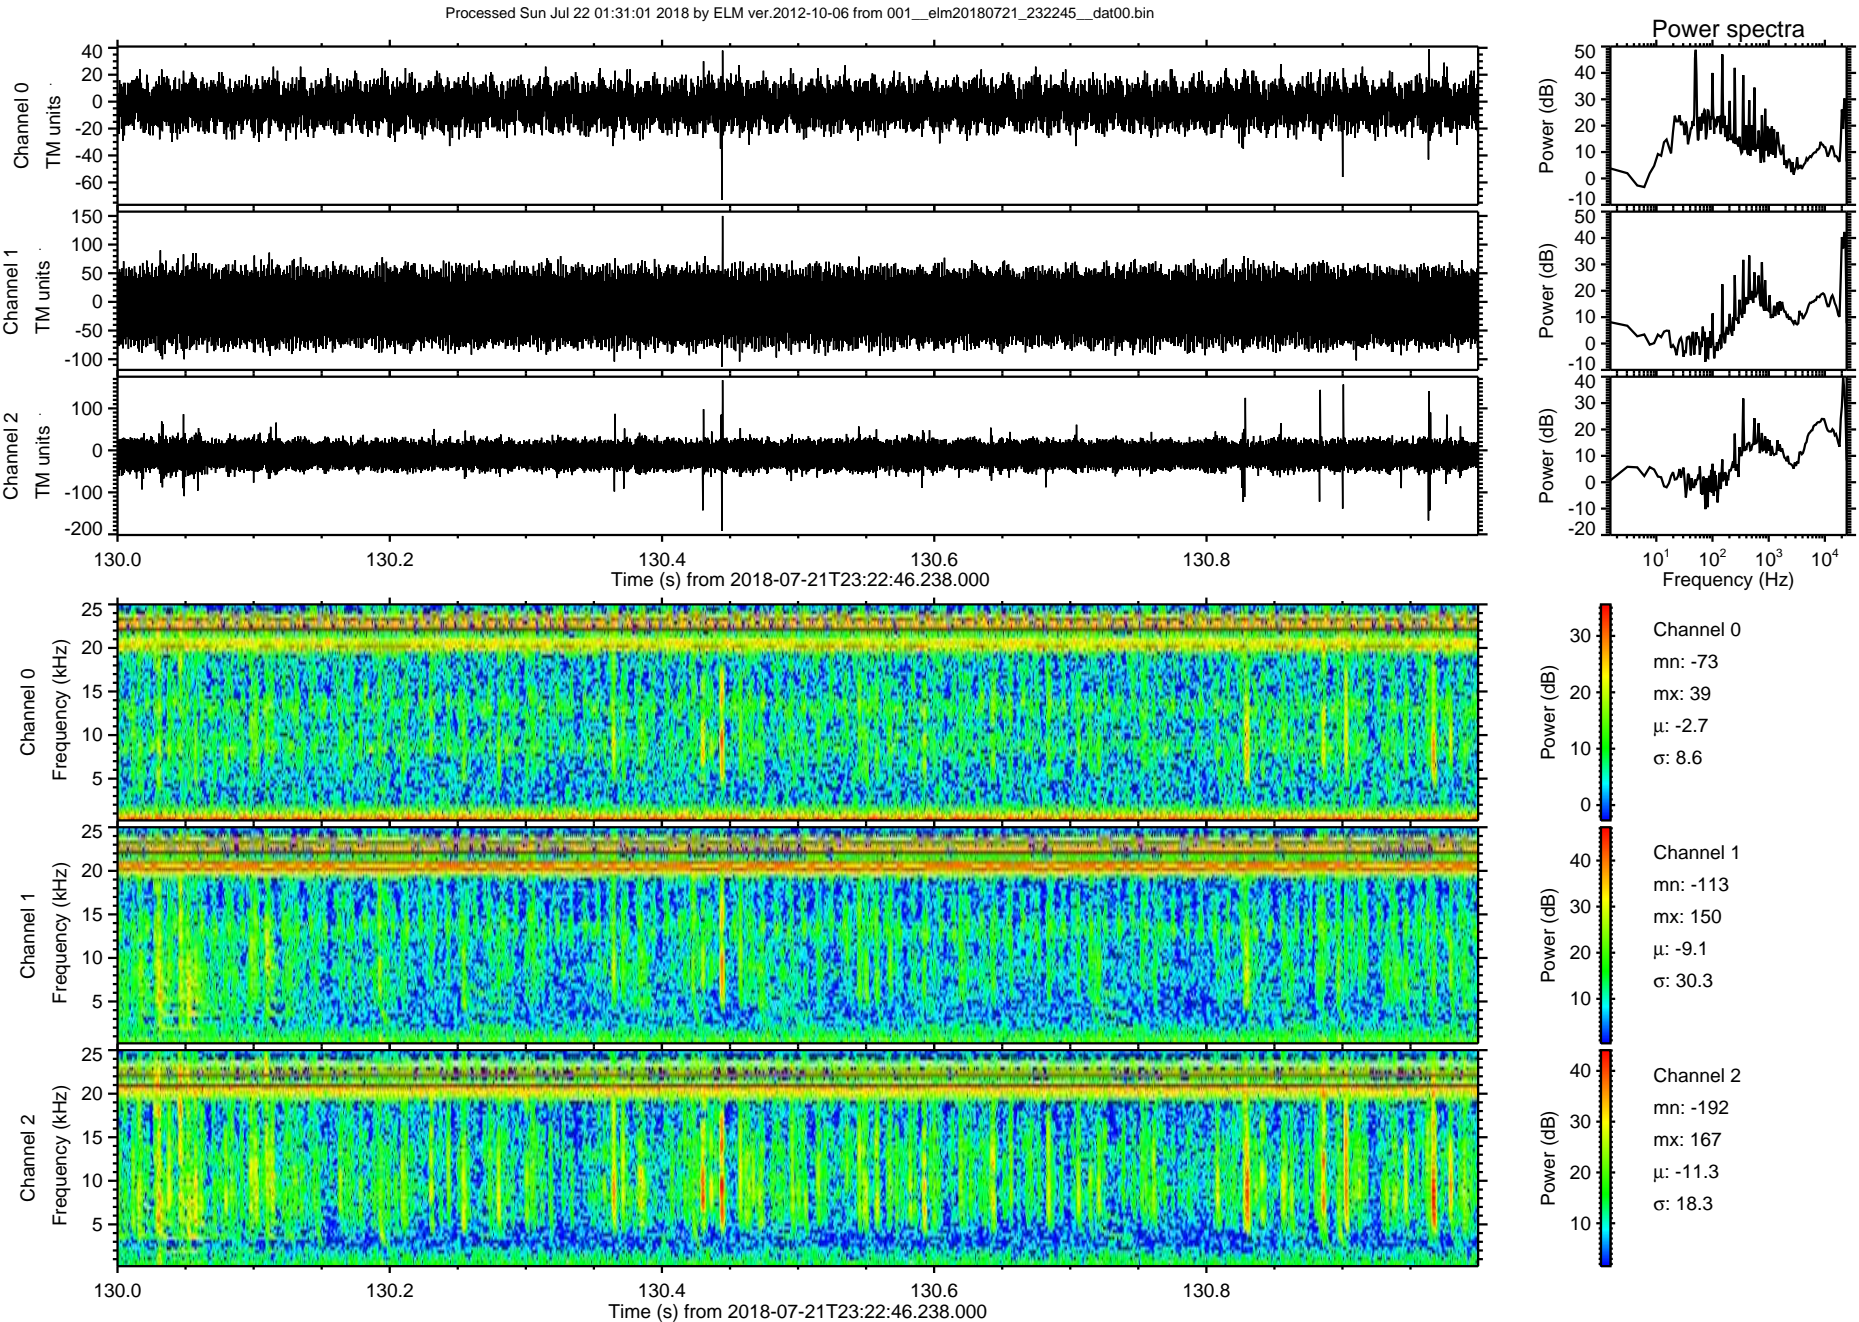 Processed Sun Jul 22 01:31:01 2018 by ELM ver.2012-10-06 from 001__elm20180721_232245__dat00.bin
Power spectra
Channel 0
TM units
40
20
0
-20
-40
-60
Power (dB)
50
40
30
20
10
0
-10
Channel 1
TM units
150
100
50
0
-50
-100
Power (dB)
50
40
30
20
10
0
-10
Channel 2
TM units
100
0
-100
-200
Power (dB)
40
30
20
10
0
-10
-20
130.0 130.2 130.4 130.6 130.8
Time (s) from 2018-07-21T23:22:46.238.000
10^1 10^2 10^3 10^4
Frequency (Hz)
Channel 0
Frequency (kHz)
25
20
15
10
5
Power (dB)
30
20
10
0
Channel 0
mn: -73
mx: 39
μ: -2.7
σ: 8.6
Channel 1
Frequency (kHz)
25
20
15
10
5
Power (dB)
40
30
20
10
Channel 1
mn: -113
mx: 150
μ: -9.1
σ: 30.3
Channel 2
Frequency (kHz)
25
20
15
10
5
Power (dB)
40
30
20
10
Channel 2
mn: -192
mx: 167
μ: -11.3
σ: 18.3
130.0 130.2 130.4 130.6 130.8
Time (s) from 2018-07-21T23:22:46.238.000